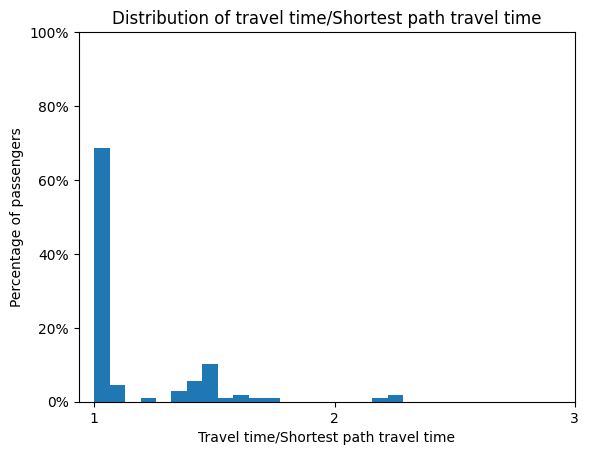 Distribution of travel time/Shortest path travel time
100%
80%
60%
40%
20%
0%
Percentage of passengers
1 2 3
Travel time/Shortest path travel time